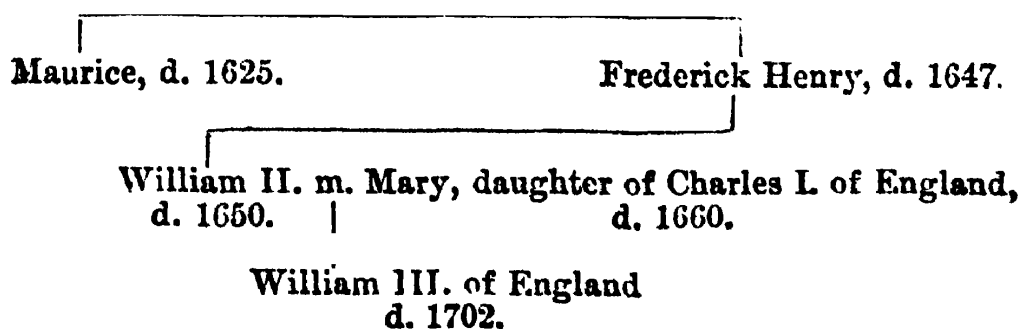 Maurice, d. 1625. Frederick Henry, d. 1647.
William II. m. Mary, daughter of Charles I. of England,
d. 1650. d. 1660.
William III. of England
d. 1702.